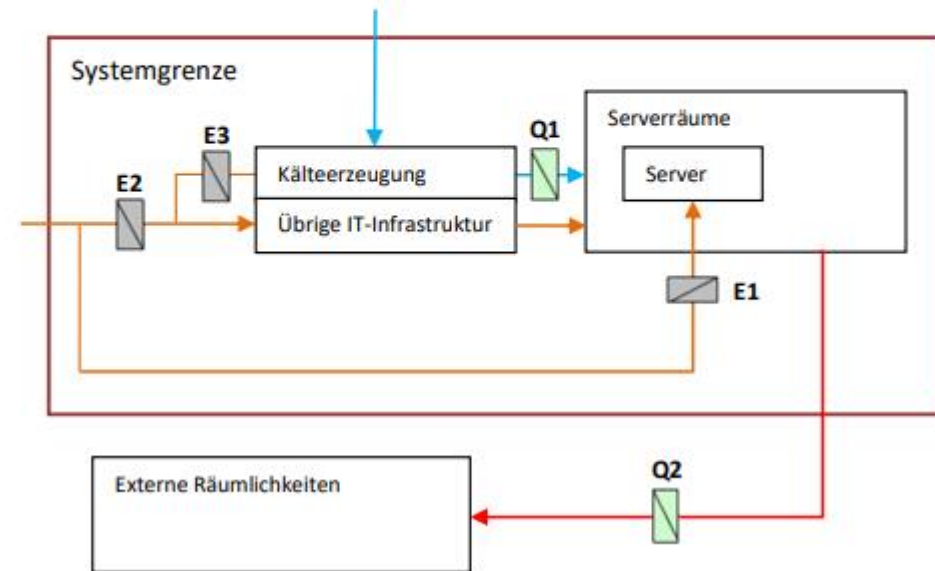 Systemgrenze
E3
Q1
Serverräume
E2
Kälteerzeugung
Server
Übrige IT-Infrastruktur
E1
Externe Räumlichkeiten
Q2